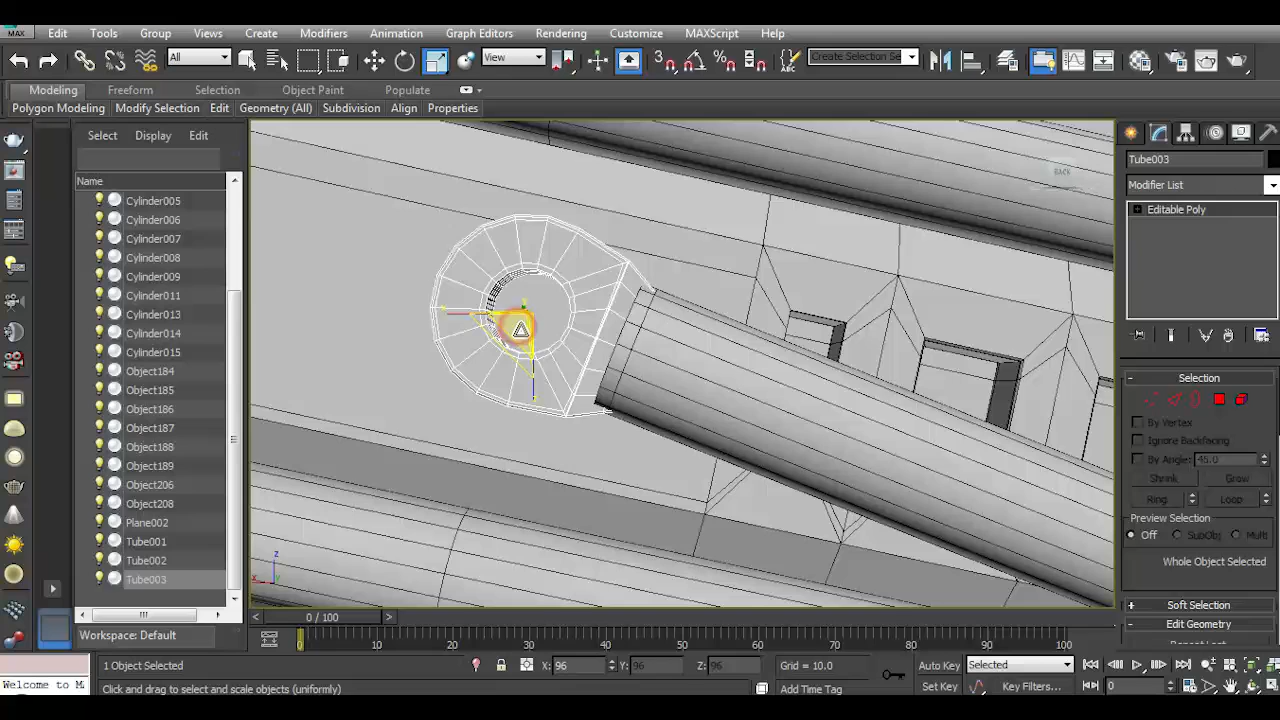 MAX Edit Tools Group Views Create Modifiers Animation Graph Editors Rendering Customize MAXScript Help
All View 3 Create Selection Se
Modeling Freeform Selection Object Paint Populate
Polygon Modeling Modify Selection Edit Geometry (All) Subdivision Align Properties
Select Display Edit
Name
Cylinder005
Cylinder006
Cylinder007
Cylinder008
Cylinder009
Cylinder011
Cylinder013
Cylinder014
Cylinder015
Object184
Object185
Object186
Object187
Object188
Object189
Object206
Object208
Plane002
Tube001
Tube002
Tube003
Workspace: Default
BACK
z
x
Tube003
Modifier List
Editable Poly
Selection
By Vertex
Ignore Backfacing
By Angle: 45.0
Shrink Grow
Ring Loop
Preview Selection
Off SubObj Multi
Whole Object Selected
Soft Selection
Edit Geometry
0 / 100
0 10 20 30 40 50 60 70 80 90 100
1 Object Selected X: 96 Y: 96 Z: 96 Grid = 10.0 Auto Key Selected
Welcome to M
Click and drag to select and scale objects (uniformly) Add Time Tag Set Key Key Filters... 0